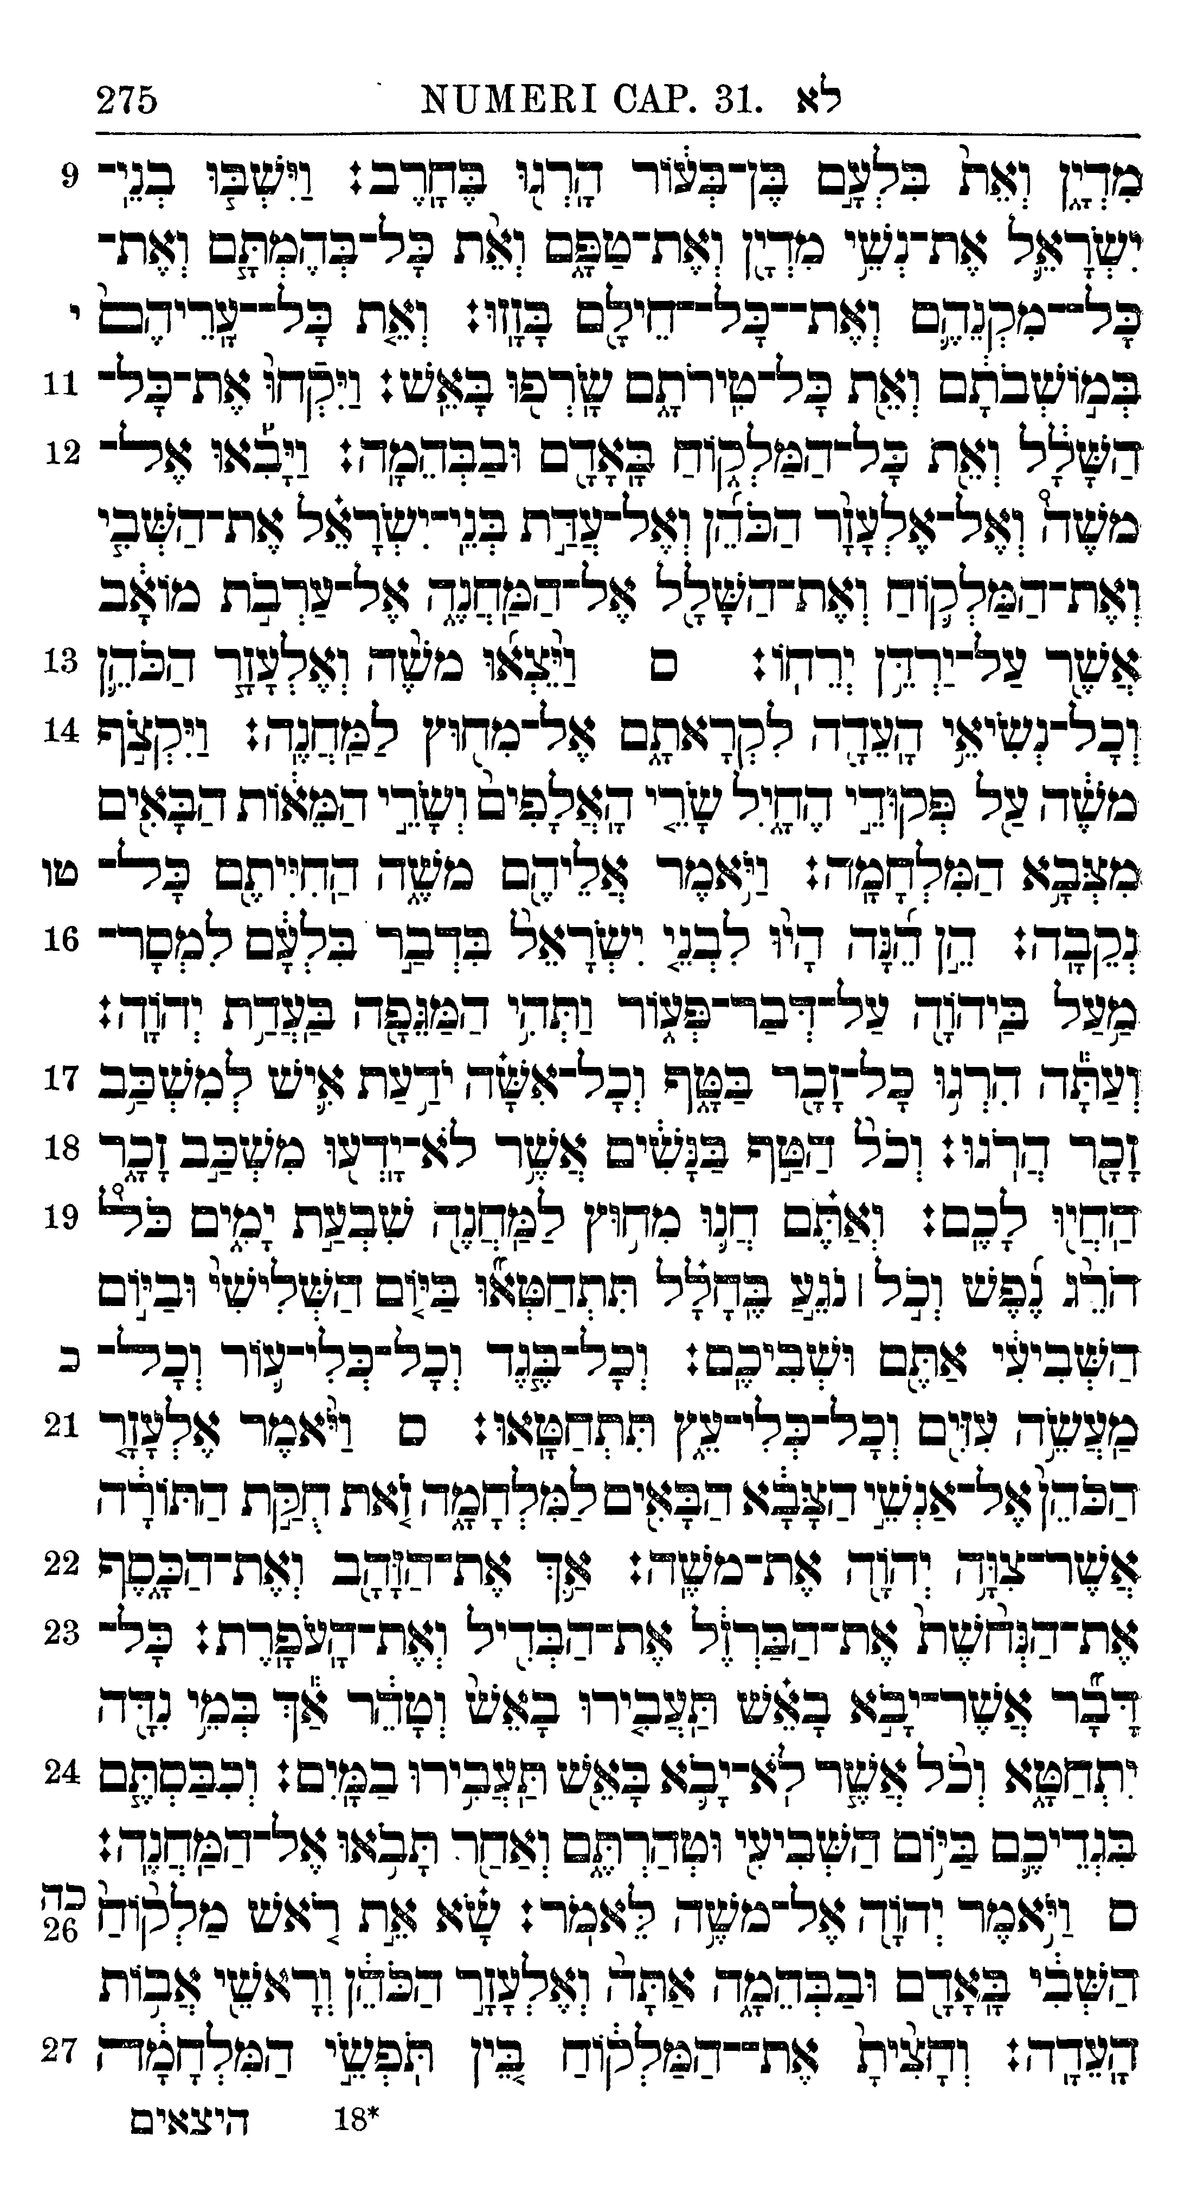 275 NUMERI CAP. 31. לא
9 מִדְיָ֑ן וְאֵת֙ בִּלְעָ֣ם בֶּן־בְּע֔וֹר הָרְג֖וּ בֶּחָֽרֶב׃ וַיִּשְׁבּ֧וּ בְנֵֽי־
יִשְׂרָאֵ֛ל אֶת־נְשֵׁ֥י מִדְיָ֖ן וְאֶת־טַפָּ֑ם וְאֵ֨ת כָּל־בְּהֶמְתָּ֧ם וְאֶת־
י כָּל־מִקְנֵהֶ֛ם וְאֶת־כָּל־חֵילָ֖ם בָּזָֽזוּ׃ וְאֵ֤ת כָּל־עָרֵיהֶם֙
11 בְּמ֣וֹשְׁבֹתָ֔ם וְאֵ֖ת כָּל־טִֽירֹתָ֑ם שָׂרְפ֖וּ בָּאֵֽשׁ׃ וַיִּקְחוּ֙ אֶת־כָּל־
12 הַשָּׁלָ֔ל וְאֵ֖ת כָּל־הַמַּלְק֑וֹחַ בָּאָדָ֖ם וּבַבְּהֵמָֽה׃ וַיָּבִ֡אוּ אֶל־
מֹשֶׁה֩ וְאֶל־אֶלְעָזָ֨ר הַכֹּהֵ֜ן וְאֶל־עֲדַ֣ת בְּנֵֽי־יִשְׂרָאֵ֗ל אֶת־הַשְּׁבִ֧י
וְאֶת־הַמַּלְק֛וֹחַ וְאֶת־הַשָּׁלָ֖ל אֶל־הַֽמַּחֲנֶ֑ה אֶל־עַֽרְבֹ֣ת מוֹאָ֔ב
13 אֲשֶׁ֖ר עַל־יַרְדֵּ֥ן יְרֵחֽוֹ׃ ס וַיֵּ֨צְא֜וּ מֹשֶׁ֨ה וְאֶלְעָזָ֧ר הַכֹּהֵ֛ן
14 וְכָל־נְשִׂיאֵ֥י הָעֵדָ֖ה לִקְרָאתָ֑ם אֶל־מִח֖וּץ לַֽמַּחֲנֶֽה׃ וַיִּקְצֹ֣ף
מֹשֶׁ֔ה עַ֖ל פְּקוּדֵ֣י הֶחָ֑יִל שָׂרֵ֤י הָאֲלָפִים֙ וְשָׂרֵ֣י הַמֵּא֔וֹת הַבָּאִ֖ים
טו מִצְּבָ֥א הַמִּלְחָמָֽה׃ וַיֹּ֥אמֶר אֲלֵיהֶ֖ם מֹשֶׁ֑ה הַֽחִיִּיתֶ֖ם כָּל־
16 נְקֵבָֽה׃ הֵ֣ן הֵ֜נָּה הָי֨וּ לִבְנֵ֤י יִשְׂרָאֵל֙ בִּדְבַ֣ר בִּלְעָ֔ם לִמְסָר־
מַ֥עַל בַּֽיהוָ֖ה עַל־דְּבַר־פְּע֑וֹר וַתְּהִ֥י הַמַּגֵּפָ֖ה בַּֽעֲדַ֥ת יְהוָֽה׃
17 וְעַתָּ֕ה הִרְג֥וּ כָל־זָכָ֖ר בַּטָּ֑ף וְכָל־אִשָּׁ֗ה יֹדַ֥עַת אִ֛ישׁ לְמִשְׁכַּ֥ב
18 זָכָ֖ר הֲרֹֽגוּ׃ וְכֹל֙ הַטַּ֣ף בַּנָּשִׁ֔ים אֲשֶׁ֥ר לֹא־יָדְע֖וּ מִשְׁכַּ֣ב זָכָ֑ר
19 הַֽחֲי֖וּ לָכֶֽם׃ וְאַתֶּ֗ם חֲנ֛וּ מִח֥וּץ לַֽמַּחֲנֶ֖ה שִׁבְעַ֣ת יָמִ֑ים כֹּל֩
הֹרֵ֨ג נֶ֜פֶשׁ וְכֹ֣ל ׀ נֹגֵ֣עַ בֶּֽחָלָ֗ל תִּֽתְחַטְּא֞וּ בַּיּ֤וֹם הַשְּׁלִישִׁי֙ וּבַיּ֣וֹם
כ הַשְּׁבִיעִ֔י אַתֶּ֖ם וּשְׁבִיכֶֽם׃ וְכָל־בֶּ֧גֶד וְכָל־כְּלִי־ע֛וֹר וְכָל־
21 מַעֲשֵׂ֥ה עִזִּ֖ים וְכָל־כְּלִי־עֵ֑ץ תִּתְחַטָּֽאוּ׃ ס וַיֹּ֨אמֶר אֶלְעָזָ֤ר
הַכֹּהֵן֙ אֶל־אַנְשֵׁ֣י הַצָּבָ֔א הַבָּאִ֖ים לַמִּלְחָמָ֑ה זֹ֚את חֻקַּ֣ת הַתּוֹרָ֔ה
22 אֲשֶׁר־צִוָּ֥ה יְהוָ֖ה אֶת־מֹשֶֽׁה׃ אַ֥ךְ אֶת־הַזָּהָ֖ב וְאֶת־הַכָּ֑סֶף
23 אֶת־הַנְּחֹ֙שֶׁת֙ אֶת־הַבַּרְזֶ֔ל אֶת־הַבְּדִ֖יל וְאֶת־הָעֹפָֽרֶת׃ כָּל־
דָּבָ֞ר אֲשֶׁר־יָבֹ֣א בָאֵ֗שׁ תַּעֲבִ֤ירוּ בָאֵשׁ֙ וְטָהֵ֔ר אַ֕ךְ בְּמֵ֥י נִדָּ֖ה
24 יִתְחַטָּ֑א וְכֹ֨ל אֲשֶׁ֧ר לֹֽא־יָבֹ֛א בָּאֵ֖שׁ תַּעֲבִ֥ירוּ בַמָּֽיִם׃ וְכִבַּסְתֶּ֧ם
בִּגְדֵיכֶ֛ם בַּיּ֥וֹם הַשְּׁבִיעִ֖י וּטְהַרְתֶּ֑ם וְאַחַ֖ר תָּבֹ֥אוּ אֶל־הַֽמַּחֲנֶֽה׃
כה 26 ס וַיֹּ֥אמֶר יְהוָ֖ה אֶל־מֹשֶׁ֥ה לֵּאמֹֽר׃ שָׂ֗א אֵ֣ת רֹ֤אשׁ מַלְק֙וֹחַ֙
הַשְּׁבִ֔י בָּאָדָ֖ם וּבַבְּהֵמָ֑ה אַתָּה֙ וְאֶלְעָזָ֣ר הַכֹּהֵ֔ן וְרָאשֵׁ֖י אֲב֥וֹת
27 הָעֵדָֽה׃ וְחָצִ֙יתָ֙ אֶת־הַמַּלְק֔וֹחַ בֵּ֚ין תֹּפְשֵׂ֣י הַמִּלְחָמָ֔ה
היצאים 18*